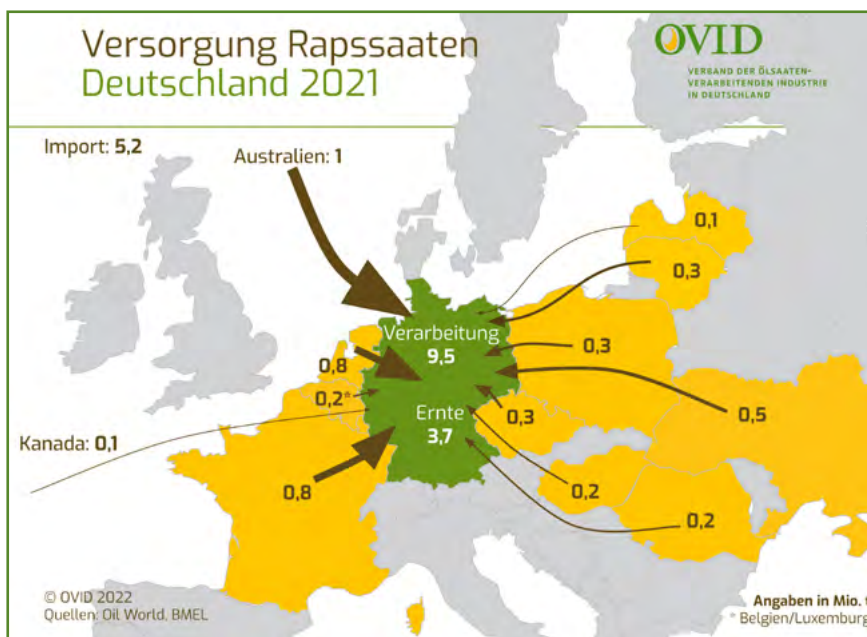 Versorgung Rapssaaten
Deutschland 2021
OVID
VERBAND DER ÖLSAATEN-
VERARBEITENDEN INDUSTRIE
IN DEUTSCHLAND
Import: 5,2
Australien: 1
0,1
0,3
Verarbeitung
9,5
0,3
0,8
0,2*
Ernte
3,7
0,3
0,5
Kanada: 0,1
0,8
0,2
0,2
© OVID 2022
Quellen: Oil World, BMEL
Angaben in Mio. t
* Belgien/Luxemburg